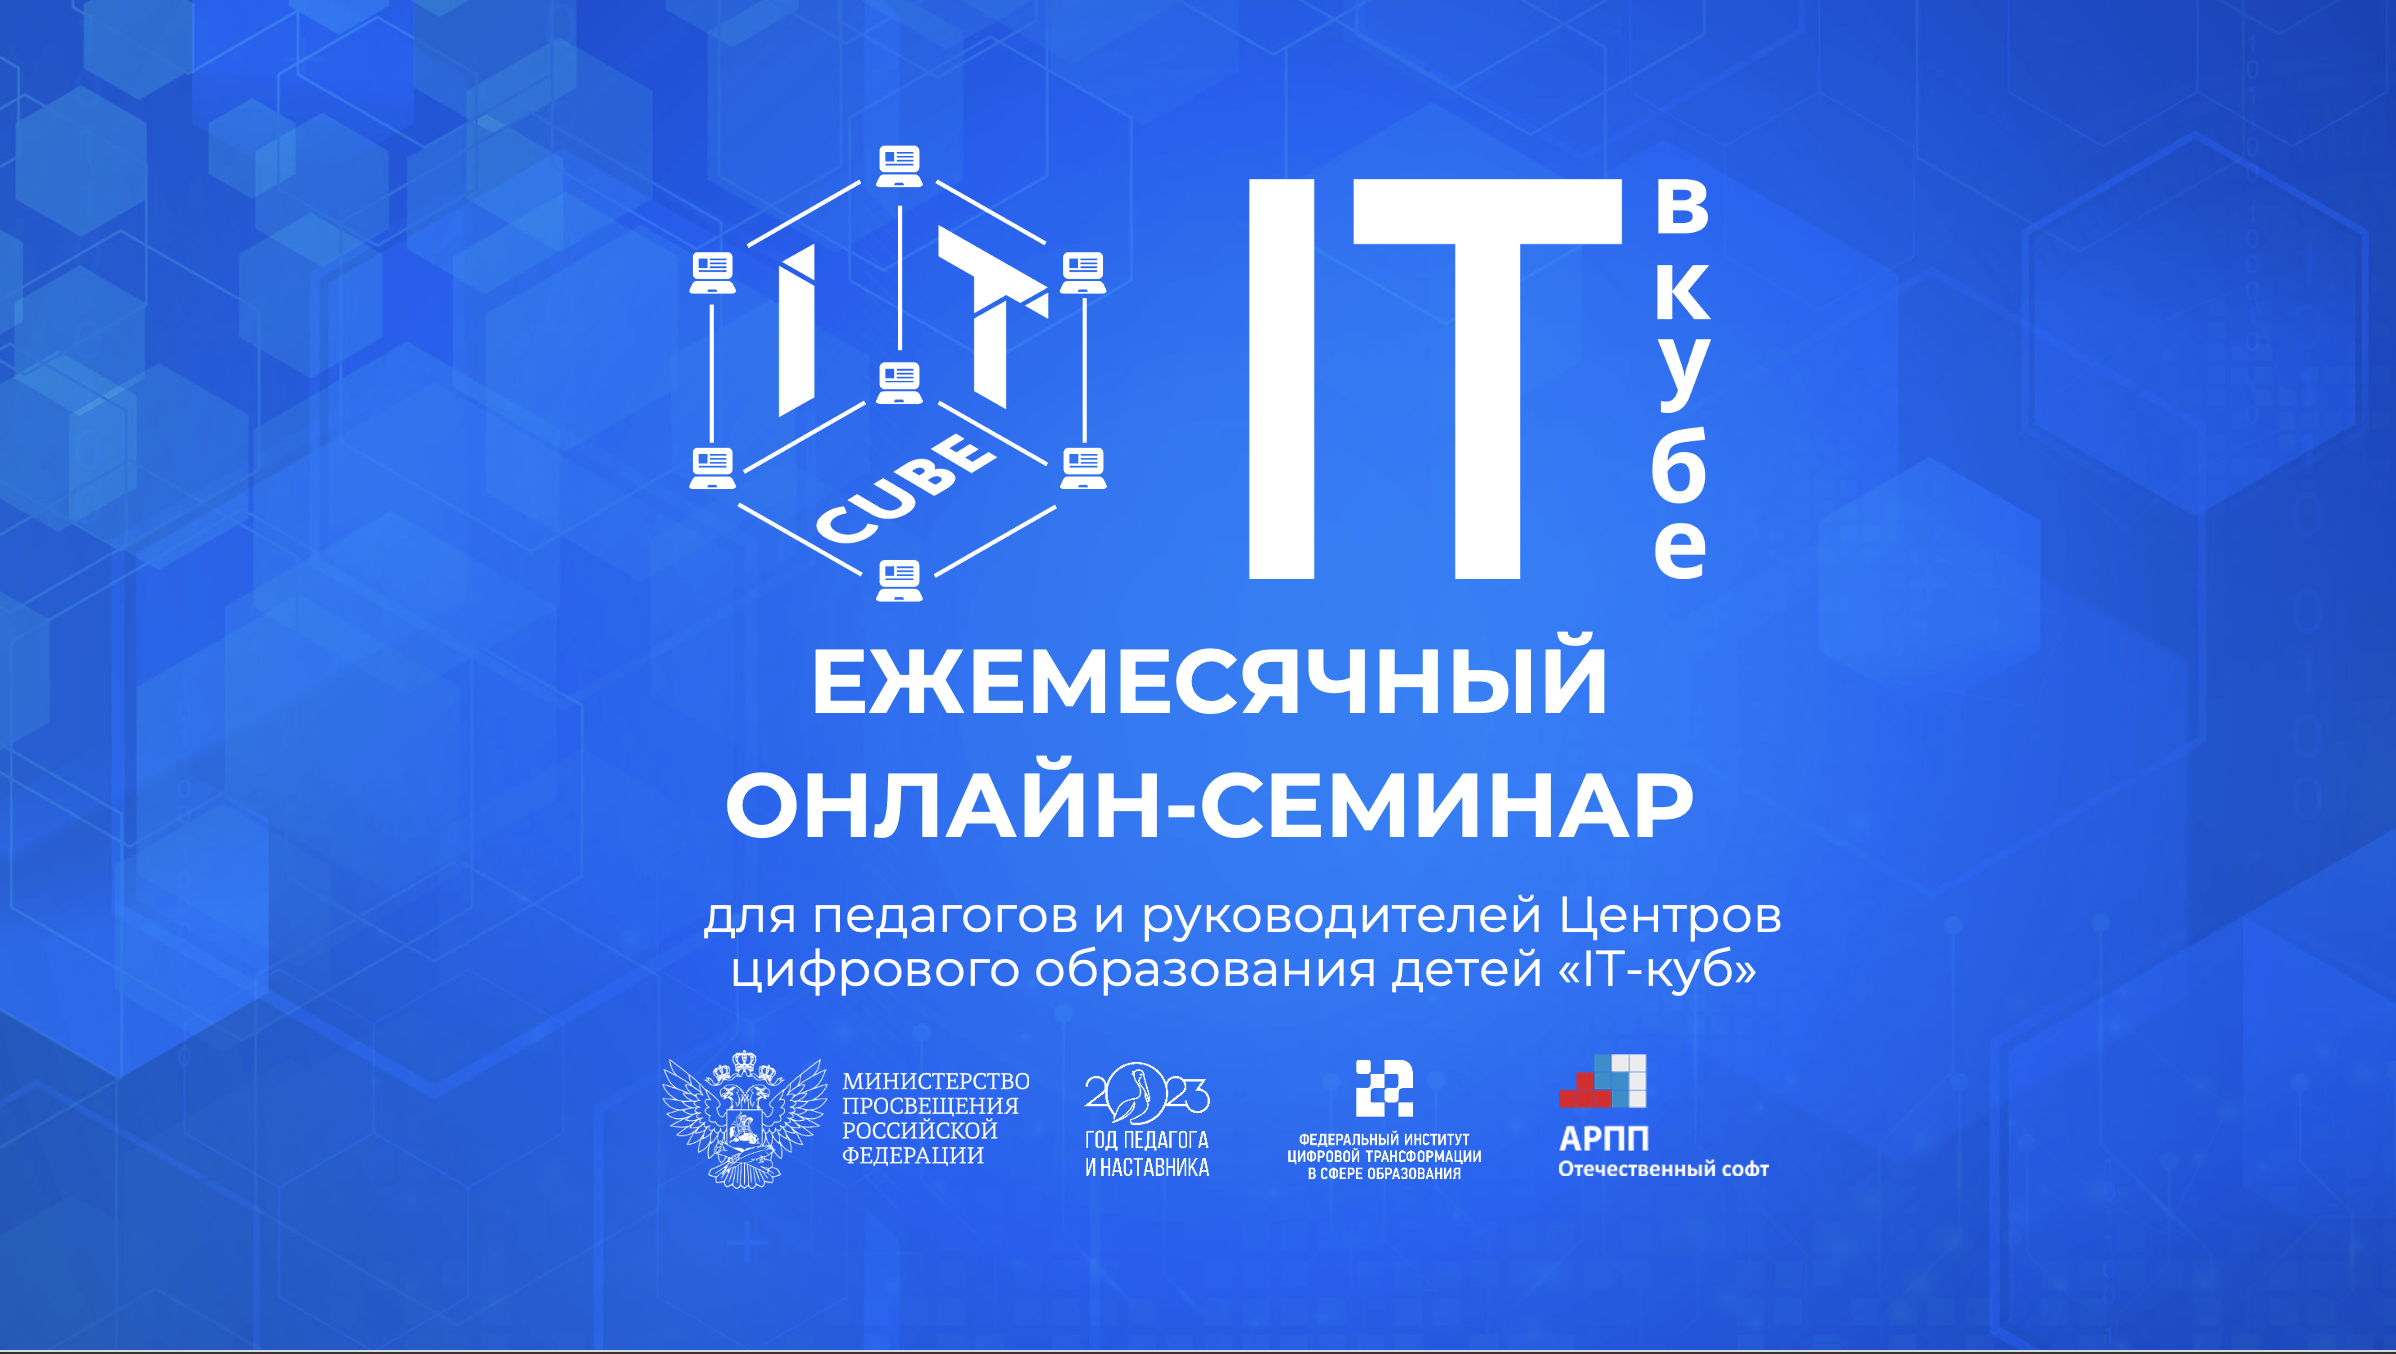 IT
CUBE
IT
в кубе
ЕЖЕМЕСЯЧНЫЙ
ОНЛАЙН-СЕМИНАР
для педагогов и руководителей Центров
цифрового образования детей «IT-куб»
МИНИСТЕРСТВО
ПРОСВЕЩЕНИЯ
РОССИЙСКОЙ
ФЕДЕРАЦИИ
2023
ГОД ПЕДАГОГА
И НАСТАВНИКА
ФЕДЕРАЛЬНЫЙ ИНСТИТУТ
ЦИФРОВОЙ ТРАНСФОРМАЦИИ
В СФЕРЕ ОБРАЗОВАНИЯ
АРПП
Отечественный софт